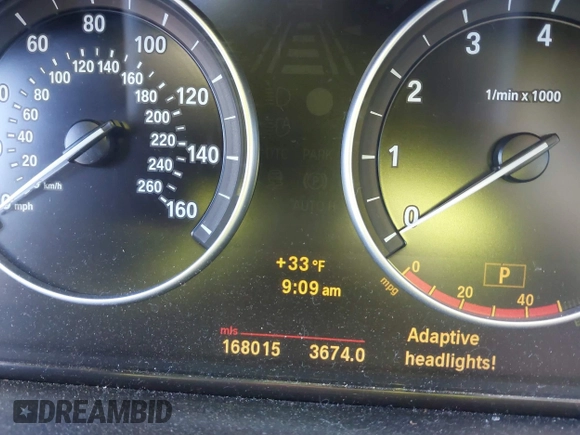 60 80 100
80 100 120 140 160
60 180 120
40 200
220 140
20 240
260 160
0 mph km/h
3 4
2 1/min x 1000
1
0
+33 °F
9:09 am
P
mpg 0 20 40
m/s
168015 3674.0
Adaptive
headlights!
DREAMBID